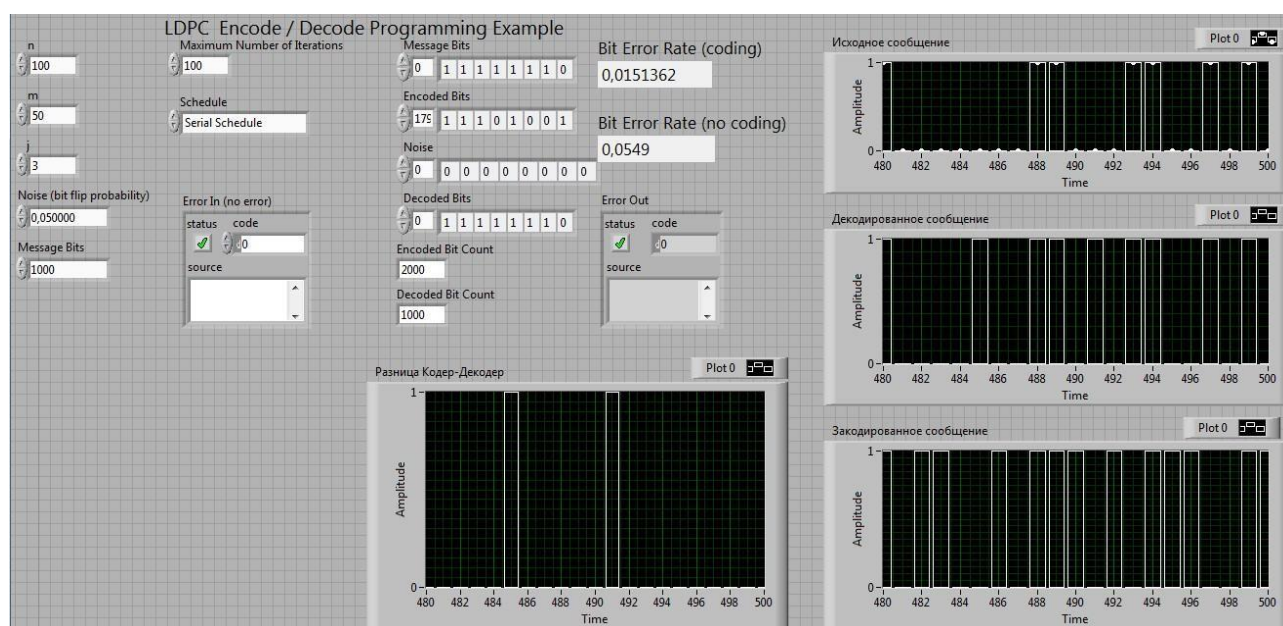 LDPC Encode / Decode Programming Example
n
100
m
50
j
3
Noise (bit flip probability)
0,050000
Message Bits
1000
Maximum Number of Iterations
100
Schedule
Serial Schedule
Error In (no error)
status code
0
source
Message Bits
0 1 1 1 1 1 1 1 0
Encoded Bits
179 1 1 1 0 1 0 0 1
Noise
0 0 0 0 0 0 0 0 0
Decoded Bits
0 1 1 1 1 1 1 1 0
Encoded Bit Count
2000
Decoded Bit Count
1000
Bit Error Rate (coding)
0,0151362
Bit Error Rate (no coding)
0,0549
Error Out
status code
0
source
Разница Кодер-Декодер
Plot 0
1
Amplitude
0
480 482 484 486 488 490 492 494 496 498 500
Time
Исходное сообщение
Plot 0
1
Amplitude
0
480 482 484 486 488 490 492 494 496 498 500
Time
Декодированное сообщение
Plot 0
1
Amplitude
0
480 482 484 486 488 490 492 494 496 498 500
Time
Закодированное сообщение
Plot 0
1
Amplitude
0
480 482 484 486 488 490 492 494 496 498 500
Time